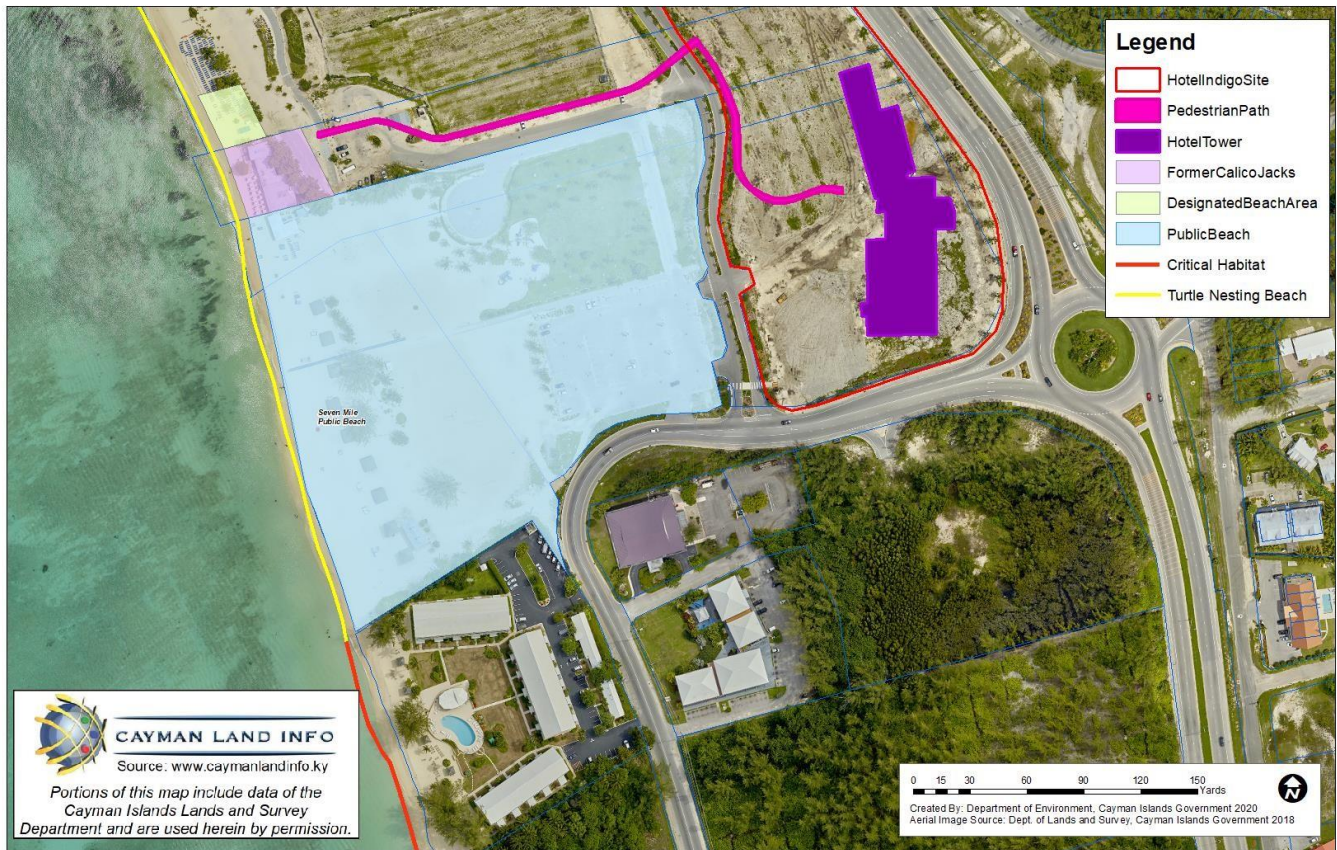 Legend
HotelIndigoSite
PedestrianPath
HotelTower
FormerCalicoJacks
DesignatedBeachArea
PublicBeach
Critical Habitat
Turtle Nesting Beach
Seven Mile
Public Beach
CAYMAN LAND INFO
Source: www.caymanlandinfo.ky
Portions of this map include data of the
Cayman Islands Lands and Survey
Department and are used herein by permission.
0 15 30 60 90 120 150
Yards
N
Created By: Department of Environment, Cayman Islands Government 2020
Aerial Image Source: Dept. of Lands and Survey, Cayman Islands Government 2018